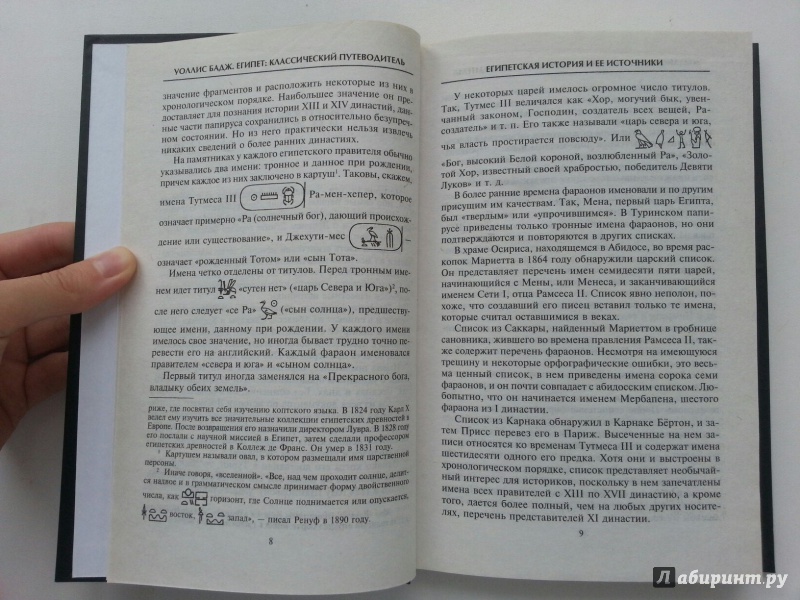 УОЛЛИС БАДЖ. ЕГИПЕТ: КЛАССИЧЕСКИЙ ПУТЕВОДИТЕЛЬ
значение фрагментов и расположить некоторые из них в
хронологическом порядке. Наибольшее значение он пред-
ставляет для познания истории XIII и XIV династий, дан-
ные части папируса сохранились в относительно безупреч-
ном состоянии. Но из него практически нельзя извлечь
никаких сведений о более ранних династиях.
На памятниках у каждого египетского правителя обычно
указывались два имени: тронное и данное при рождении,
причем каждое из них заключено в картуш¹. Таковы, скажем,
имена Тутмеса III Ра-мен-хепер, которое
означает примерно «Ра (солнечный бог), дающий происхож-
дение или существование», и Джехути-мес —
означает «рожденный Тотом» или «сын Тота».
Имена четко отделены от титулов. Перед тронным име-
нем идет титул «сутен нет» («царь Севера и Юга»)², по-
сле него следует «се Ра» («сын солнца»), предшеству-
ющее имени, данному при рождении. У каждого имени
имелось свое значение, но иногда бывает трудно точно
перевести его на английский. Каждый фараон именовался
правителем «севера и юга» и «сыном солнца».
Первый титул иногда заменялся на «Прекрасного бога,
владыку обеих земель».
риже, где посвятил себя изучению коптского языка. В 1824 году Карл X
велел ему изучить все значительные коллекции египетских древностей в
Европе. После возвращения его назначили директором Лувра. В 1828 году
его послали с научной миссией в Египет, затем сделали профессором
египетских древностей в Коллеж де Франс. Он умер в 1831 году.
¹ Картушем называли овал, в котором размещали имя царственной
персоны.
² Иначе говоря, «вселенной». «Все, над чем проходит солнце, делит-
ся надвое и в грамматическом смысле принимает форму двойственного
числа, как горизонт, где Солнце поднимается или опускается,
восток, запал», — писал Ренуф в 1890 году.
8
ЕГИПЕТСКАЯ ИСТОРИЯ И ЕЕ ИСТОЧНИКИ
У некоторых царей имелось огромное число титулов.
Так, Тутмес III величался как «Хор, могучий бык, увен-
чанный законом, Господин, создатель всех вещей, Ра-
создатель» и т. п. Его также называли «царь севера и юга,
чья власть простирается повсюду». Или
«Бог, высокий Белой короной, возлюбленный Ра», «Золо-
той Хор, известный своей храбростью, победитель Девяти
Луков» и т. д.
В более ранние времена фараонов именовали и по другим
присущим им качествам. Так, Мена, первый царь Египта,
был «твердым» или «упрочившимся». В Туринском папи-
русе приведены только тронные имена фараонов, но они
подтверждаются и повторяются в других списках.
В храме Осириса, находящемся в Абидосе, во время рас-
копок Мариетта в 1864 году обнаружили царский список.
Он представляет перечень имен семидесяти пяти царей,
начинающийся с Мены, или Менеса, и заканчивающийся
именем Сети I, отца Рамсеса II. Список явно неполон, по-
хоже, что создавший его писец вставил только те имена,
которые считал оставшимися в веках.
Список из Саккары, найденный Мариеттом в гробнице
сановника, жившего во времена правления Рамсеса II, так-
же содержит перечень фараонов. Несмотря на имеющуюся
трещину и некоторые орфографические ошибки, это весь-
ма ценный список, в нем приведены имена сорока семи
фараонов, и он почти совпадает с абидосским списком. Лю-
бопытно, что он начинается именем Мербапена, шестого
фараона из I династии.
Список из Карнака обнаружил в Карнаке Бёртон, и за-
тем Присс перевез его в Париж. Высеченные на нем за-
писи относятся ко временам Тутмеса III и содержат имена
шестидесяти одного его предка. Хотя они и выстроены в
хронологическом порядке, список представляет необычай-
ный интерес для историков, поскольку в нем запечатлены
имена всех правителей с XIII по XVII династию, а кроме
того, дается более полный, чем на любых других носите-
лях, перечень представителей XI династии.
9
Лабиринт.ру